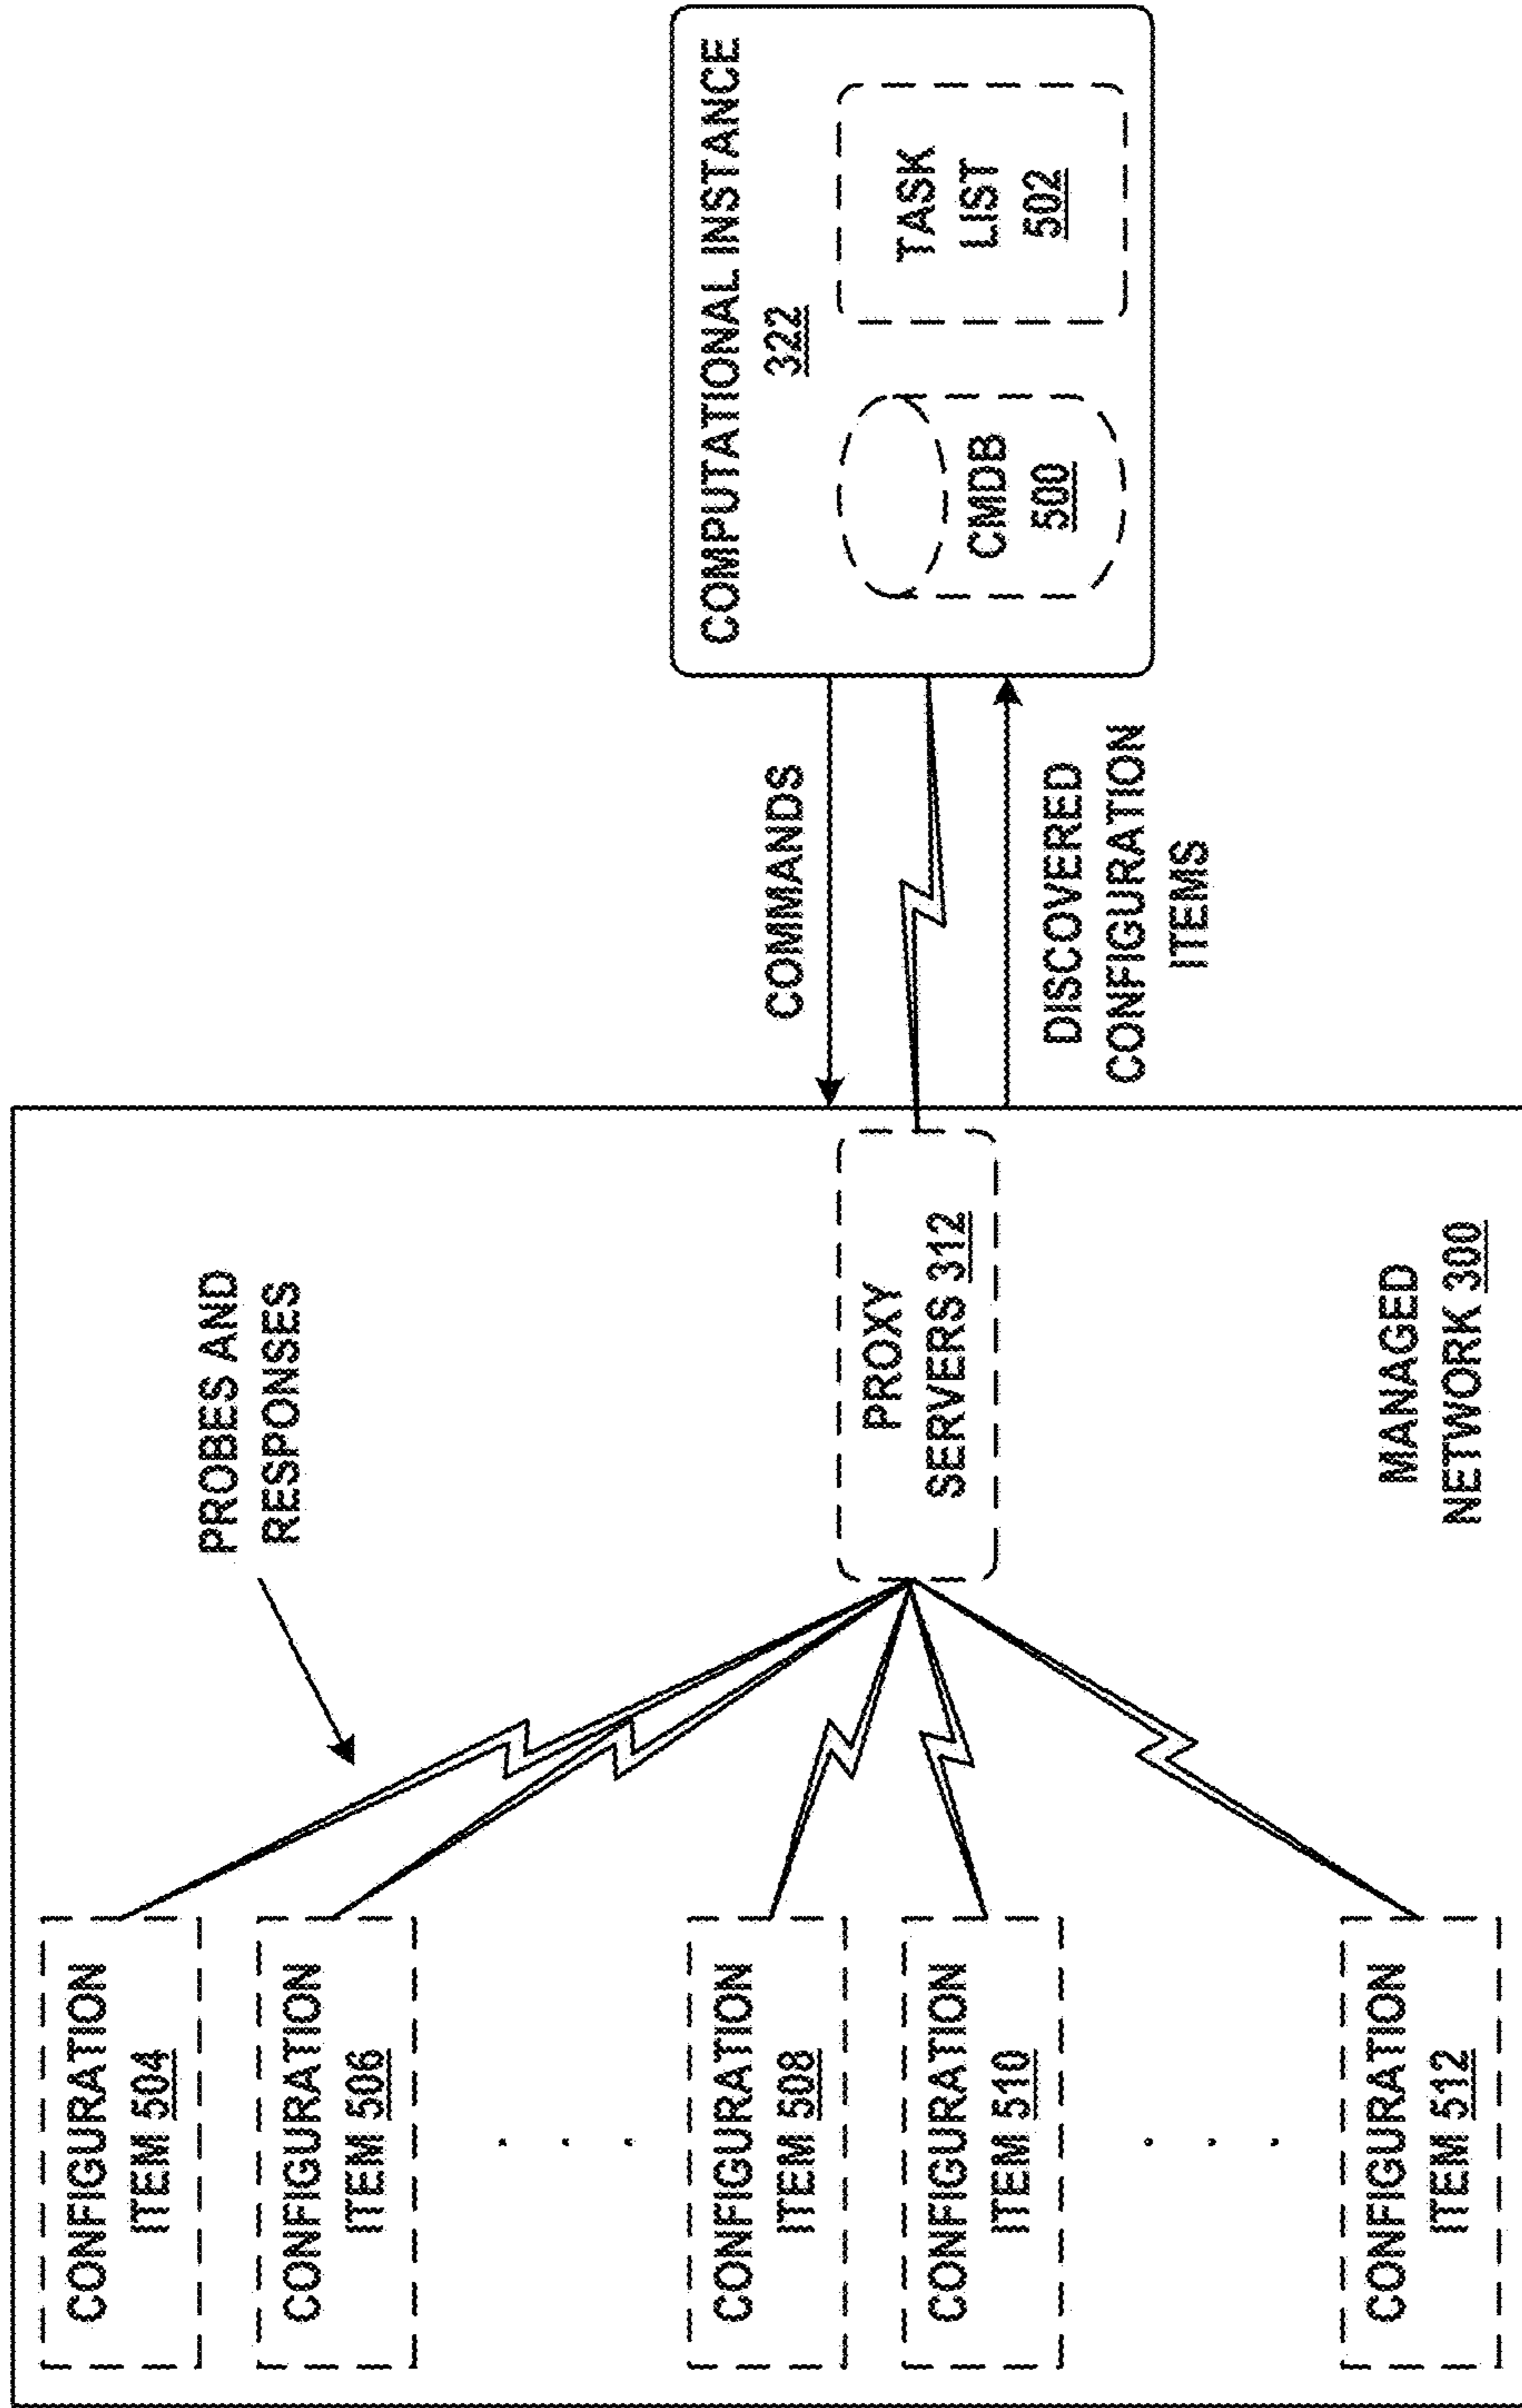 CONFIGURATION
ITEM 504
CONFIGURATION
ITEM 506
. . .
CONFIGURATION
ITEM 508
CONFIGURATION
ITEM 510
. . .
CONFIGURATION
ITEM 512
PROBES AND
RESPONSES
PROXY
SERVERS 312
MANAGED
NETWORK 300
COMMANDS
DISCOVERED
CONFIGURATION
ITEMS
COMPUTATIONAL INSTANCE
322
CMDB
500
TASK
LIST
502